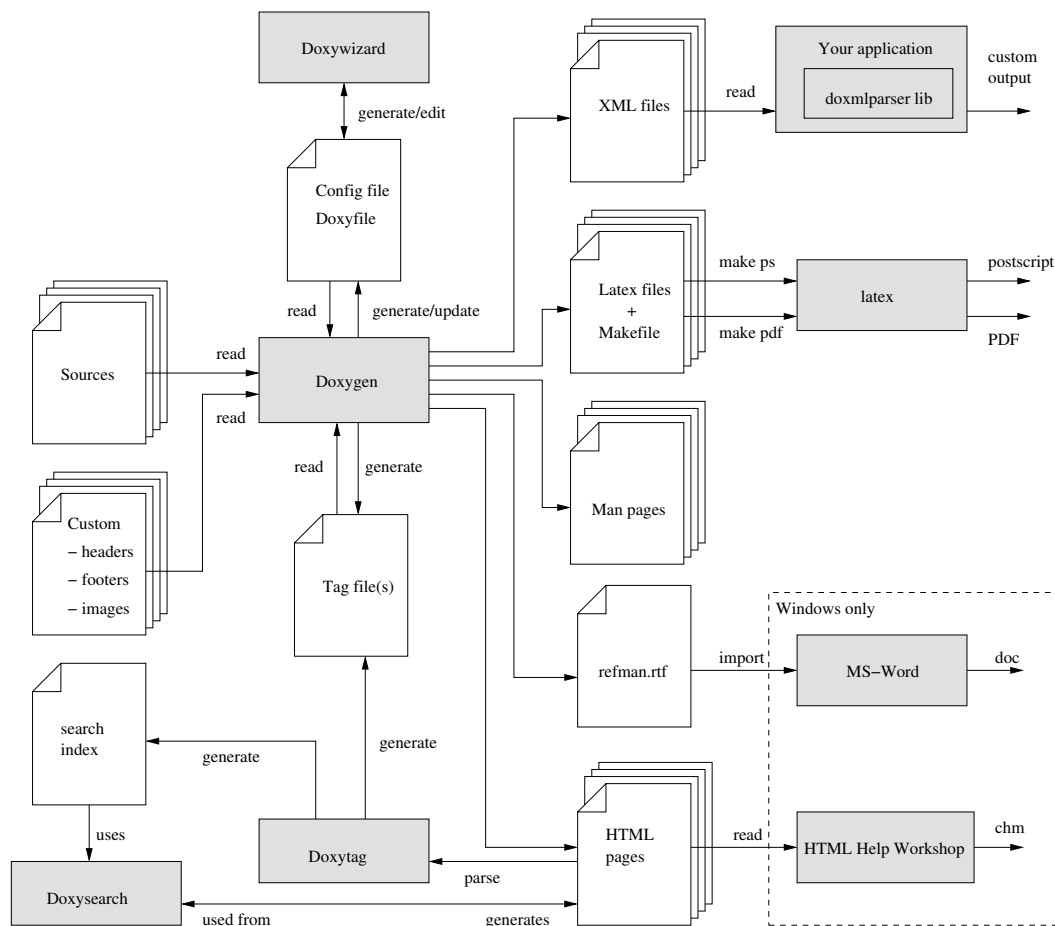 Doxywizard
generate/edit
Config file
Doxyfile
read
generate/update
Sources
read
Doxygen
read
Custom
− headers
− footers
− images
read
generate
Tag file(s)
search
index
generate
generate
uses
Doxytag
parse
Doxysearch
used from
generates
XML files
read
Your application
doxmlparser lib
custom
output
Latex files
+
Makefile
make ps
make pdf
latex
postscript
PDF
Man pages
refman.rtf
import
Windows only
MS−Word
doc
HTML
pages
read
HTML Help Workshop
chm